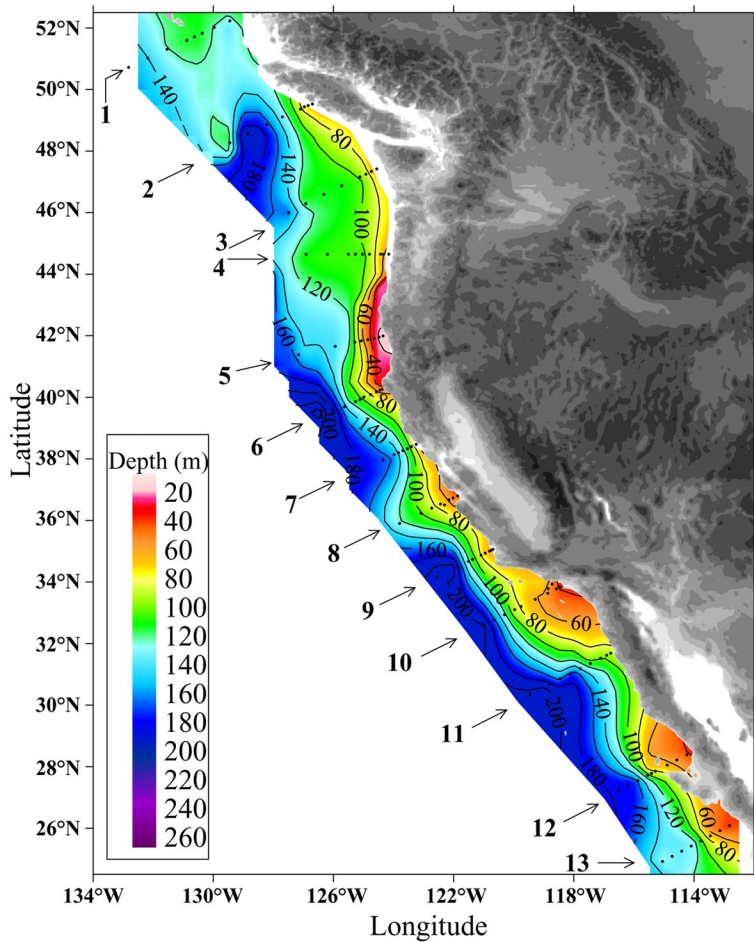 52°N
50°N
48°N
46°N
44°N
42°N
40°N
38°N
36°N
34°N
32°N
30°N
28°N
26°N
Latitude
134°W
130°W
126°W
122°W
118°W
114°W
Longitude
Depth (m)
20
40
60
80
100
120
140
160
180
200
220
240
260
1
2
3
4
5
6
7
8
9
10
11
12
13
140
80
140
180
100
120
60
160
40
80
200
140
180
100
80
160
200
100
80
60
140
200
100
180
160
120
60
80